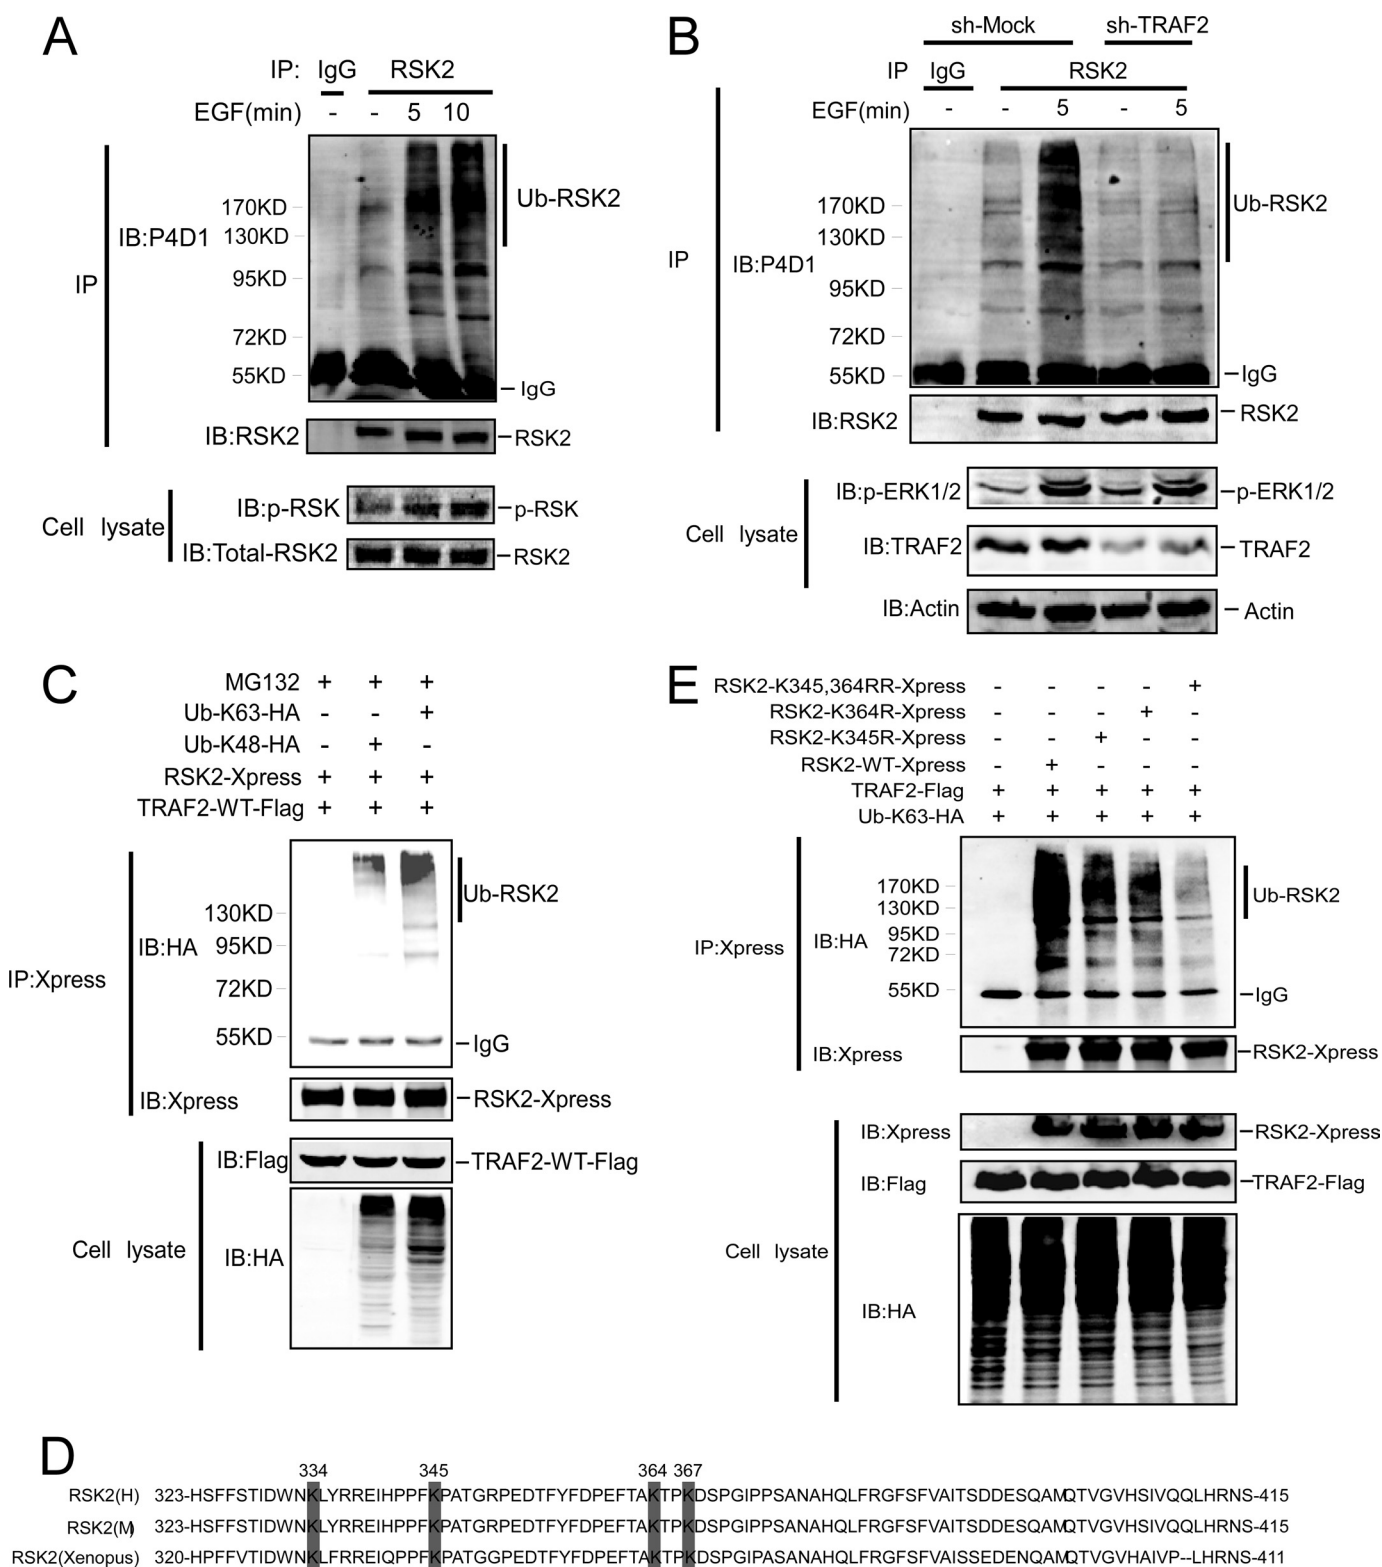 A
IP: IgG RSK2
EGF(min) - - 5 10
170KD
130KD
95KD
72KD
55KD
IB:P4D1
IP
Ub-RSK2
IgG
IB:RSK2 RSK2
Cell lysate
IB:p-RSK p-RSK
IB:Total-RSK2 RSK2
B
sh-Mock sh-TRAF2
IP IgG RSK2
EGF(min) - - 5 - 5
170KD
130KD
95KD
72KD
55KD
IP
IB:P4D1
Ub-RSK2
IgG
IB:RSK2 RSK2
Cell lysate
IB:p-ERK1/2 p-ERK1/2
IB:TRAF2 TRAF2
IB:Actin Actin
C
MG132 + + +
Ub-K63-HA - - +
Ub-K48-HA - + -
RSK2-Xpress + + +
TRAF2-WT-Flag + + +
Ub-RSK2
130KD
95KD
72KD
55KD
IB:HA
IP:Xpress
IgG
IB:Xpress RSK2-Xpress
IB:Flag TRAF2-WT-Flag
Cell lysate
IB:HA
E
RSK2-K345,364RR-Xpress - - - - +
RSK2-K364R-Xpress - - - + -
RSK2-K345R-Xpress - - + - -
RSK2-WT-Xpress - + - - -
TRAF2-Flag + + + + +
Ub-K63-HA + + + + +
170KD
130KD
95KD
72KD
55KD
Ub-RSK2
IP:Xpress
IB:HA
IgG
IB:Xpress RSK2-Xpress
IB:Xpress RSK2-Xpress
IB:Flag TRAF2-Flag
Cell lysate
IB:HA
D
334 345 364 367
RSK2(H) 323-HSFFSTIDWNKLYRREIHPPFKPATGRPEDTFYFDPEFTAKTPKDSPGIPPSANAHQLFRGFSFVAITSDDESQAMQTVGVHSIVQQLHRNS-415
RSK2(M) 323-HSFFSTIDWNKLYRREIHPPFKPATGRPEDTFYFDPEFTAKTPKDSPGIPPSANAHQLFRGFSFVAITSDDESQAMQTVGVHSIVQQLHRNS-415
RSK2(Xenopus) 320-HPFFVTIDWNKLFRREIQPPFKPATGGPEDTFYFDPEFTAKTPKDSPGIPASANAHQLFRGFSFVAISSEDENQAMQTVGVHAIVP--LHRNS-411